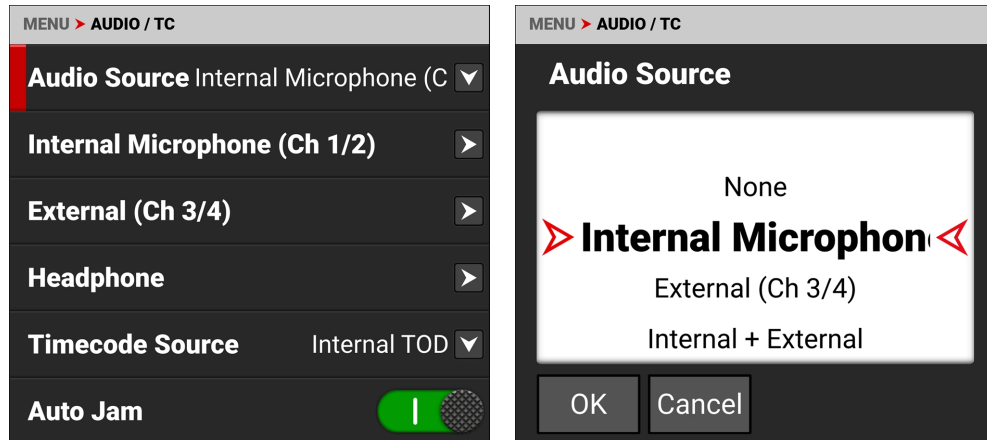 MENU > AUDIO / TC
Audio Source Internal Microphone (C
Internal Microphone (Ch 1/2)
External (Ch 3/4)
Headphone
Timecode Source Internal TOD
Auto Jam
MENU > AUDIO / TC
Audio Source
None
Internal Microphon
External (Ch 3/4)
Internal + External
OK Cancel